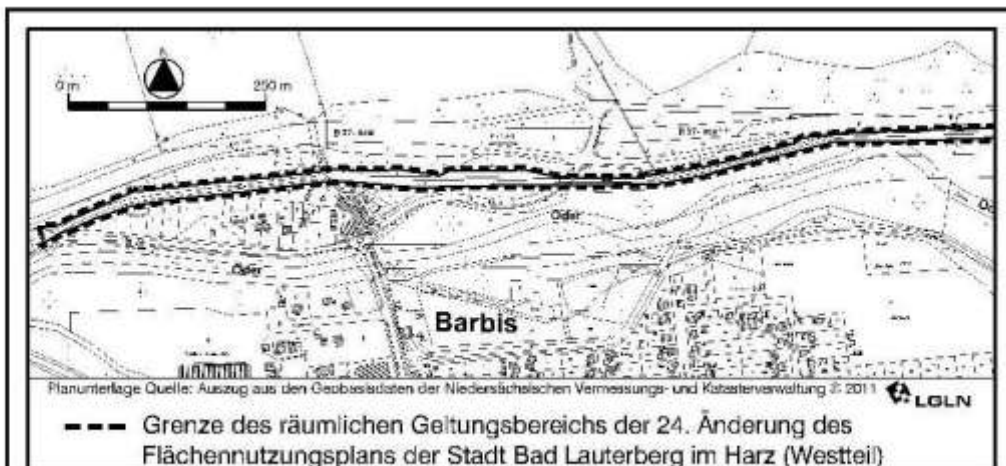 0 m 250 m
Oder
Oder
Barbis
Planunterlage Quelle: Auszug aus den Geobasisdaten der Niedersächsischen Vermessungs- und Katasterverwaltung © 2011 LGLN
Grenze des räumlichen Geltungsbereichs der 24. Änderung des
Flächennutzungsplans der Stadt Bad Lauterberg im Harz (Westteil)